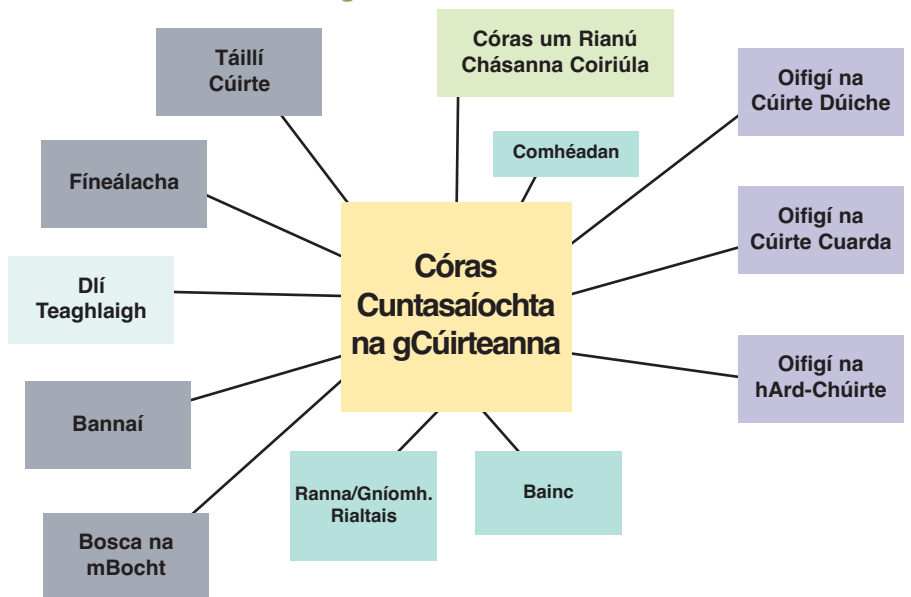 Táillí
Cúirte
Córas um Rianú
Chásanna Coiriúla
Oifigí na
Cúirte Dúiche
Comhéadan
Fíneálacha
Oifigí na
Cúirte Cuarda
Córas
Cuntasaíochta
na gCúirteanna
Dlí
Teaghlaigh
Oifigí na
hArd-Chúirte
Bannaí
Ranna/Gníomh.
Rialtais
Bainc
Bosca na
mBocht